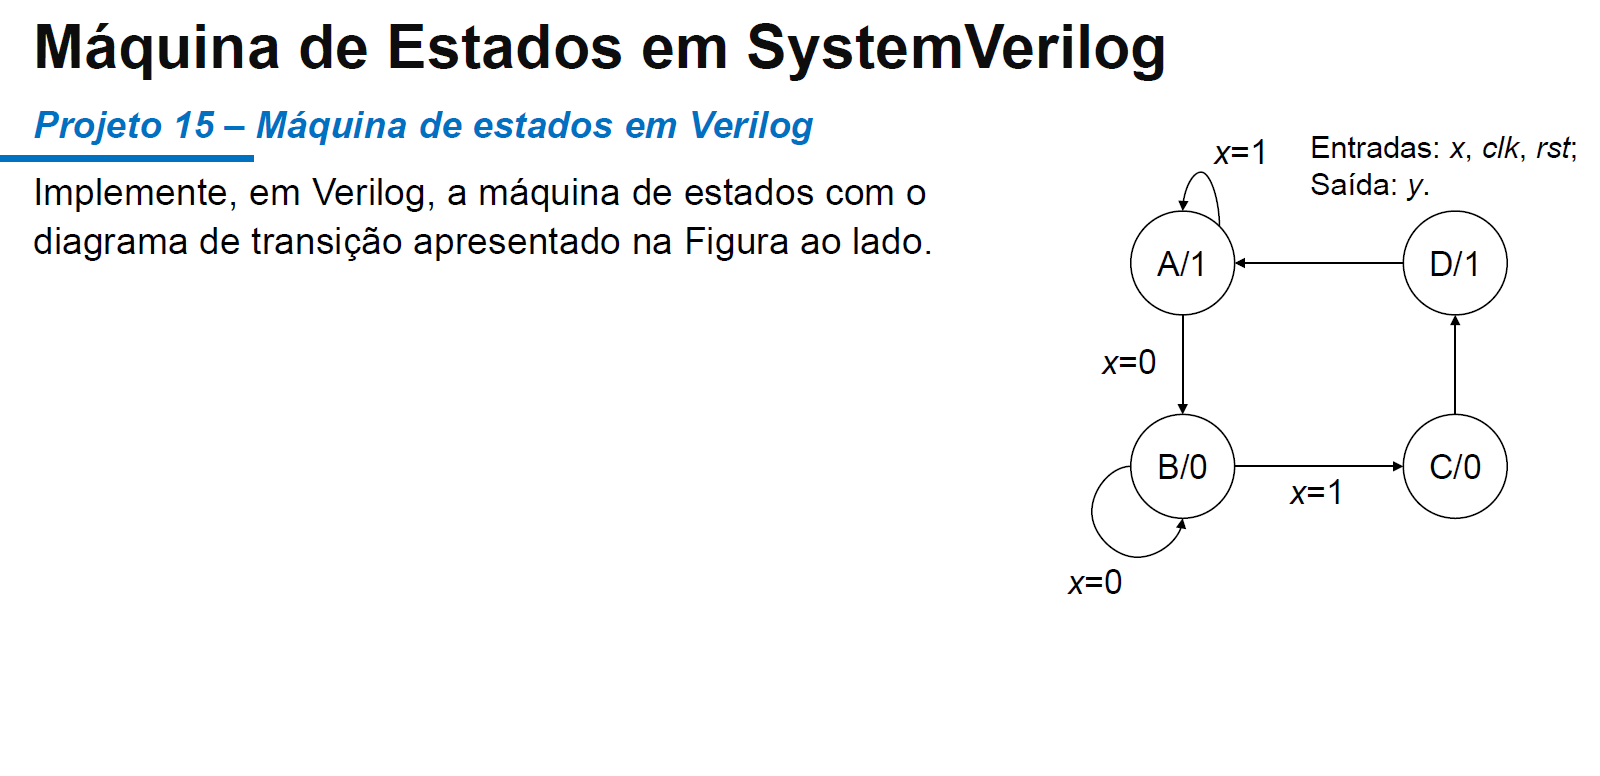 Máquina de Estados em SystemVerilog
Projeto 15 – Máquina de estados em Verilog
Implemente, em Verilog, a máquina de estados com o
diagrama de transição apresentado na Figura ao lado.
x=1
Entradas: x, clk, rst;
Saída: y.
A/1
D/1
x=0
B/0
C/0
x=1
x=0